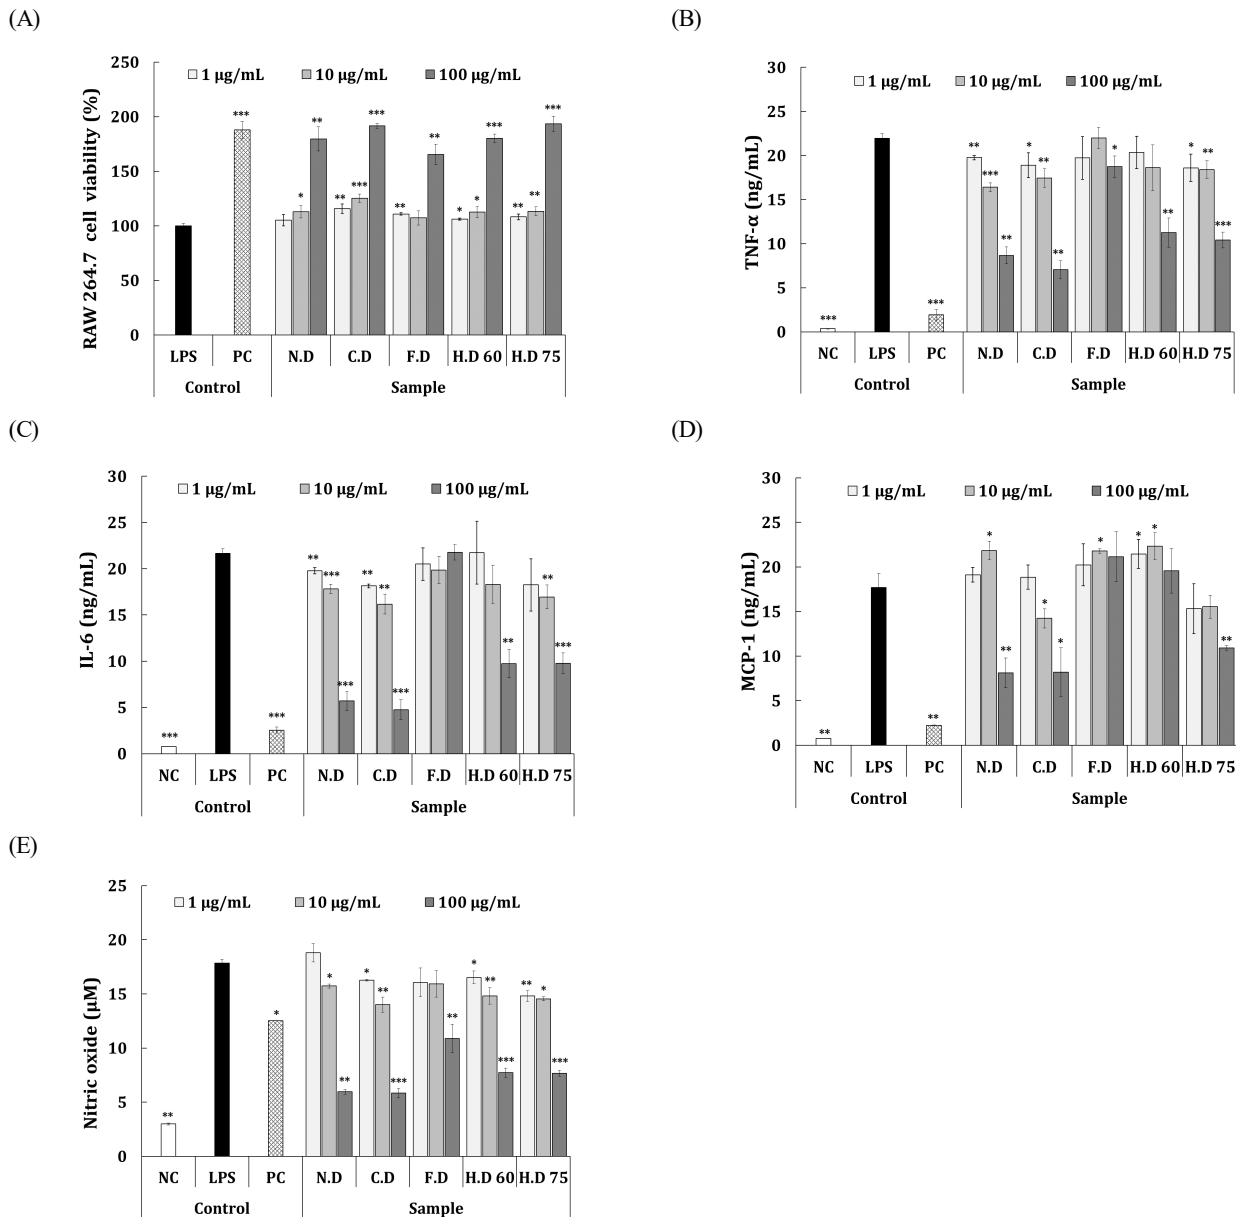 (A)
RAW 264.7 cell viability (%)
1 μg/mL 10 μg/mL 100 μg/mL
250
200
150
100
50
0
*** ** *** ** *** ***
* ** *** ** * * ** **
LPS PC N.D C.D F.D H.D 60 H.D 75
Control Sample
(B)
TNF-α (ng/mL)
1 μg/mL 10 μg/mL 100 μg/mL
30
25
20
15
10
5
0
*** *** ** *** ** * ** ** * ** * ** ***
NC LPS PC N.D C.D F.D H.D 60 H.D 75
Control Sample
(C)
IL-6 (ng/mL)
1 μg/mL 10 μg/mL 100 μg/mL
30
25
20
15
10
5
0
*** *** ** *** *** ** ** *** ** ** ***
NC LPS PC N.D C.D F.D H.D 60 H.D 75
Control Sample
(D)
MCP-1 (ng/mL)
1 μg/mL 10 μg/mL 100 μg/mL
30
25
20
15
10
5
0
** ** * ** * * * * * **
NC LPS PC N.D C.D F.D H.D 60 H.D 75
Control Sample
(E)
Nitric oxide (μM)
1 μg/mL 10 μg/mL 100 μg/mL
25
20
15
10
5
0
** * * ** * ** *** ** * ** *** ** * ***
NC LPS PC N.D C.D F.D H.D 60 H.D 75
Control Sample